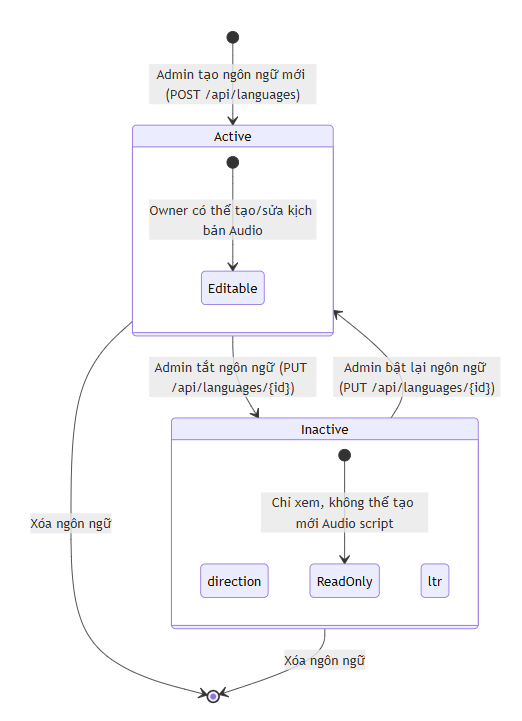 Admin tạo ngôn ngữ mới
(POST /api/languages)
Active
Owner có thể tạo/sửa kịch
bản Audio
Editable
Admin tắt ngôn ngữ (PUT
/api/languages/{id})
Admin bật lại ngôn ngữ
(PUT /api/languages/{id})
Inactive
Chỉ xem, không thể tạo
mới Audio script
Xóa ngôn ngữ
direction
ReadOnly
ltr
Xóa ngôn ngữ